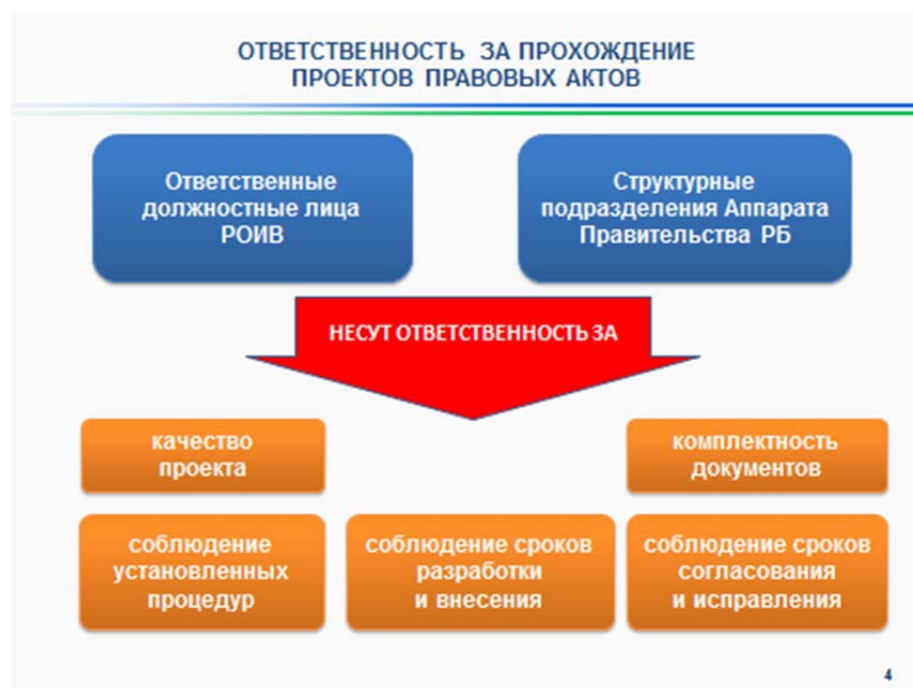 ОТВЕТСТВЕННОСТЬ ЗА ПРОХОЖДЕНИЕ
ПРОЕКТОВ ПРАВОВЫХ АКТОВ
Ответственные
должностные лица
РОИВ
Структурные
подразделения Аппарата
Правительства РБ
НЕСУТ ОТВЕТСТВЕННОСТЬ ЗА
качество
проекта
комплектность
документов
соблюдение
установленных
процедур
соблюдение сроков
разработки
и внесения
соблюдение сроков
согласования
и исправления
4